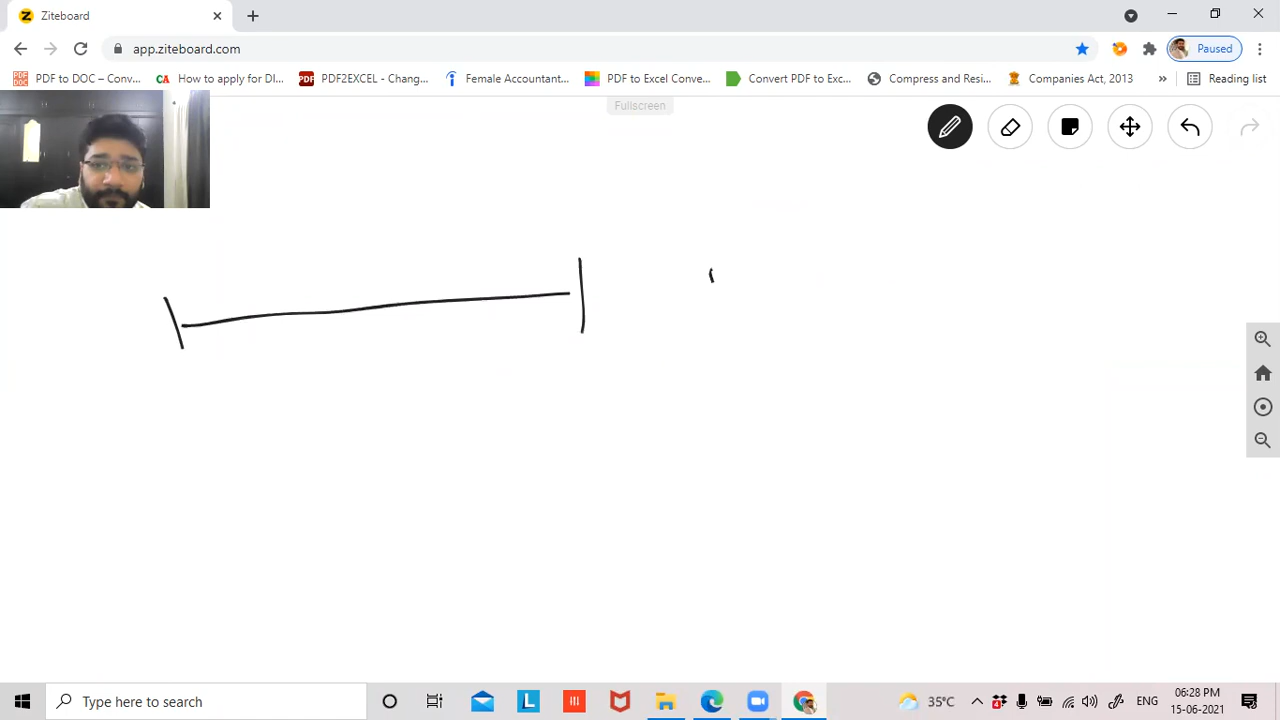 Ziteboard
app.ziteboard.com
Paused
PDF to DOC – Conv...
How to apply for DI...
PDF2EXCEL - Chang...
Female Accountant...
PDF to Excel Conve...
Convert PDF to Exc...
Compress and Resi...
Companies Act, 2013
»
Reading list
Fullscreen
Type here to search
35°C
ENG
06:28 PM
15-06-2021